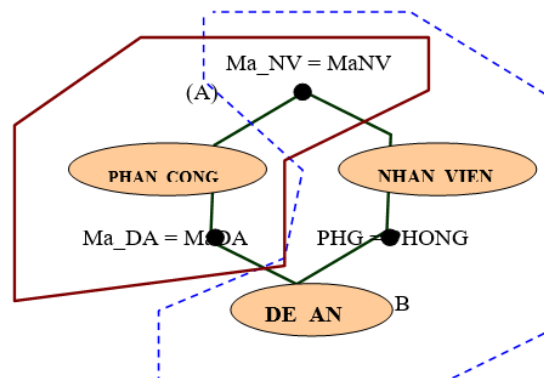 Ma_NV = MaNV
(A)
PHAN_CONG
NHAN_VIEN
Ma_DA = MaDA
PHG = PHONG
DE_AN
B